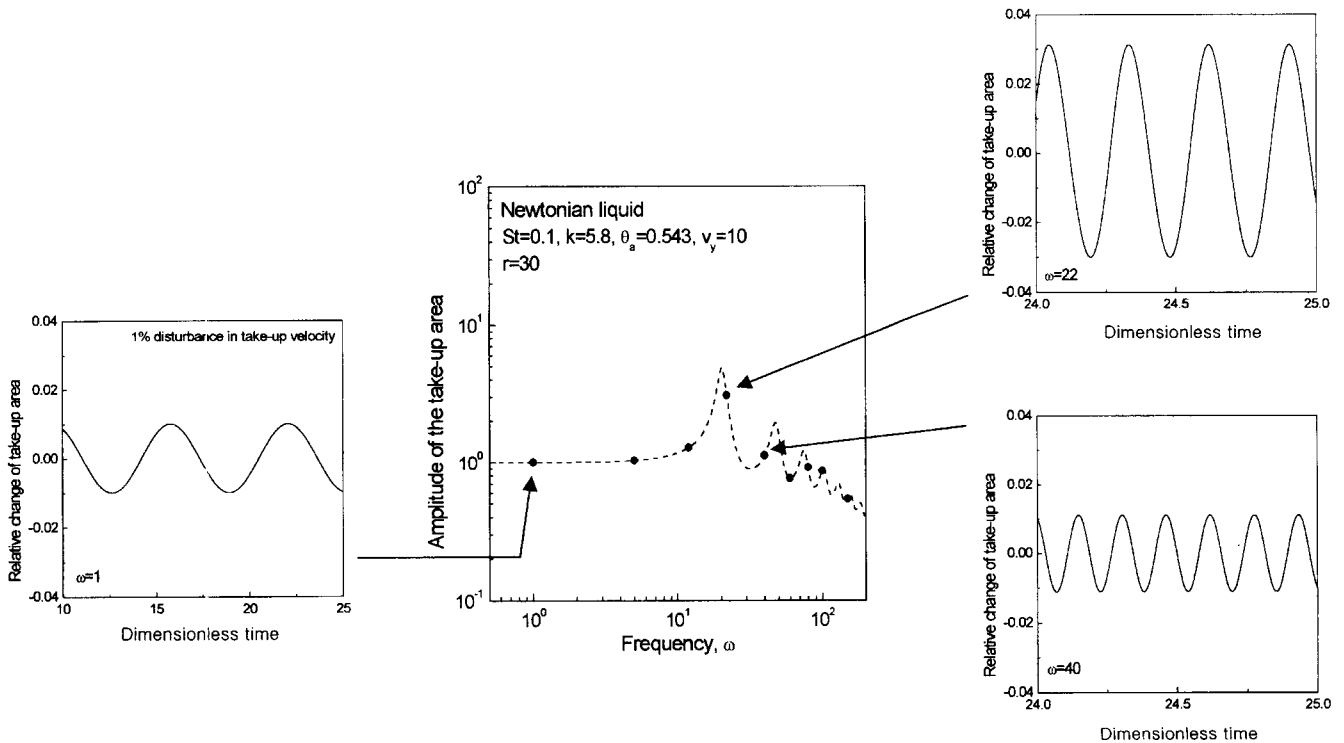 Relative change of take-up area
0.04
0.02
0.00
-0.02
-0.04
1% disturbance in take-up velocity
ω=1
10
15
20
25
Dimensionless time
Amplitude of the take-up area
10²
10¹
10⁰
10⁻¹
Newtonian liquid
St=0.1, k=5.8, θₐ=0.543, vᵧ=10
r=30
10⁰
10¹
10²
Frequency, ω
Relative change of take-up area
0.04
0.02
0.00
-0.02
-0.04
ω=22
24.0
24.5
25.0
Dimensionless time
Relative change of take-up area
0.04
0.02
0.00
-0.02
-0.04
ω=40
24.0
24.5
25.0
Dimensionless time